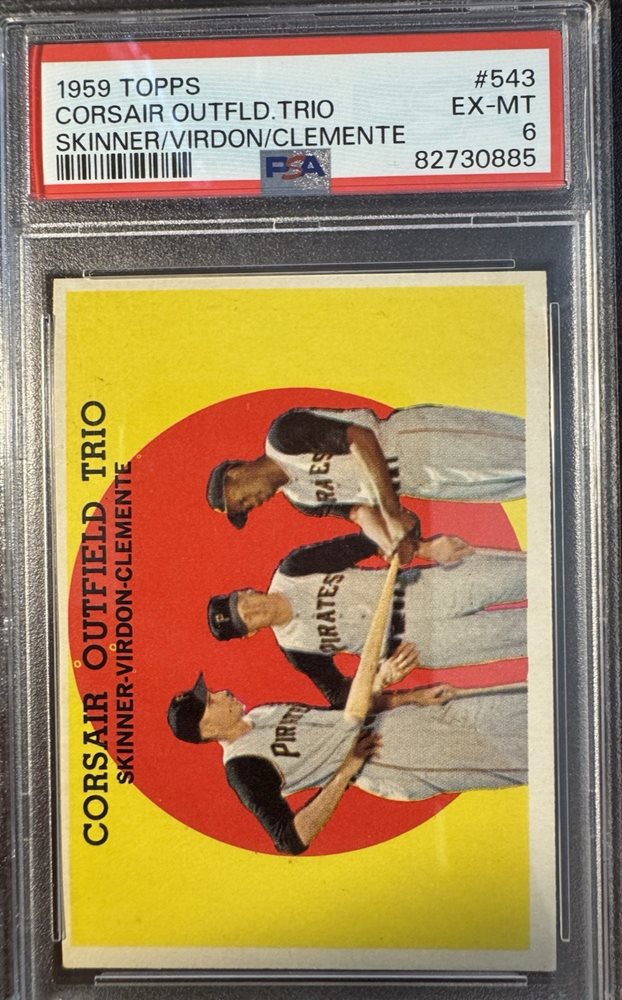 1959 TOPPS
#543
CORSAIR OUTFLD.TRIO
EX-MT
SKINNER/VIRDON/CLEMENTE
6
PSA
82730885
CORSAIR OUTFIELD TRIO
SKINNER-VIRDON-CLEMENTE
PIRATES
P